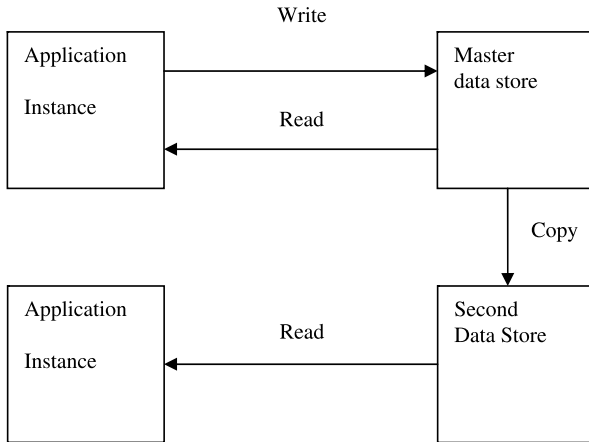 Write
Application
Instance
Master
data store
Read
Copy
Application
Instance
Second
Data Store
Read